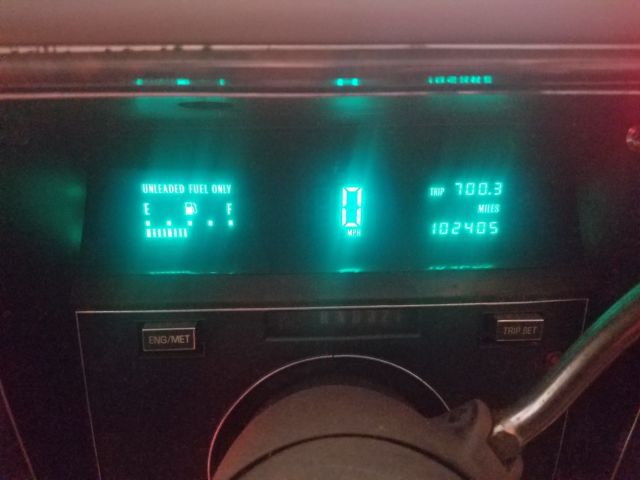 UNLEADED FUEL ONLY
E F
0
MPH
TRIP 700.3
MILES
102405
ENG/MET
TRIP SET